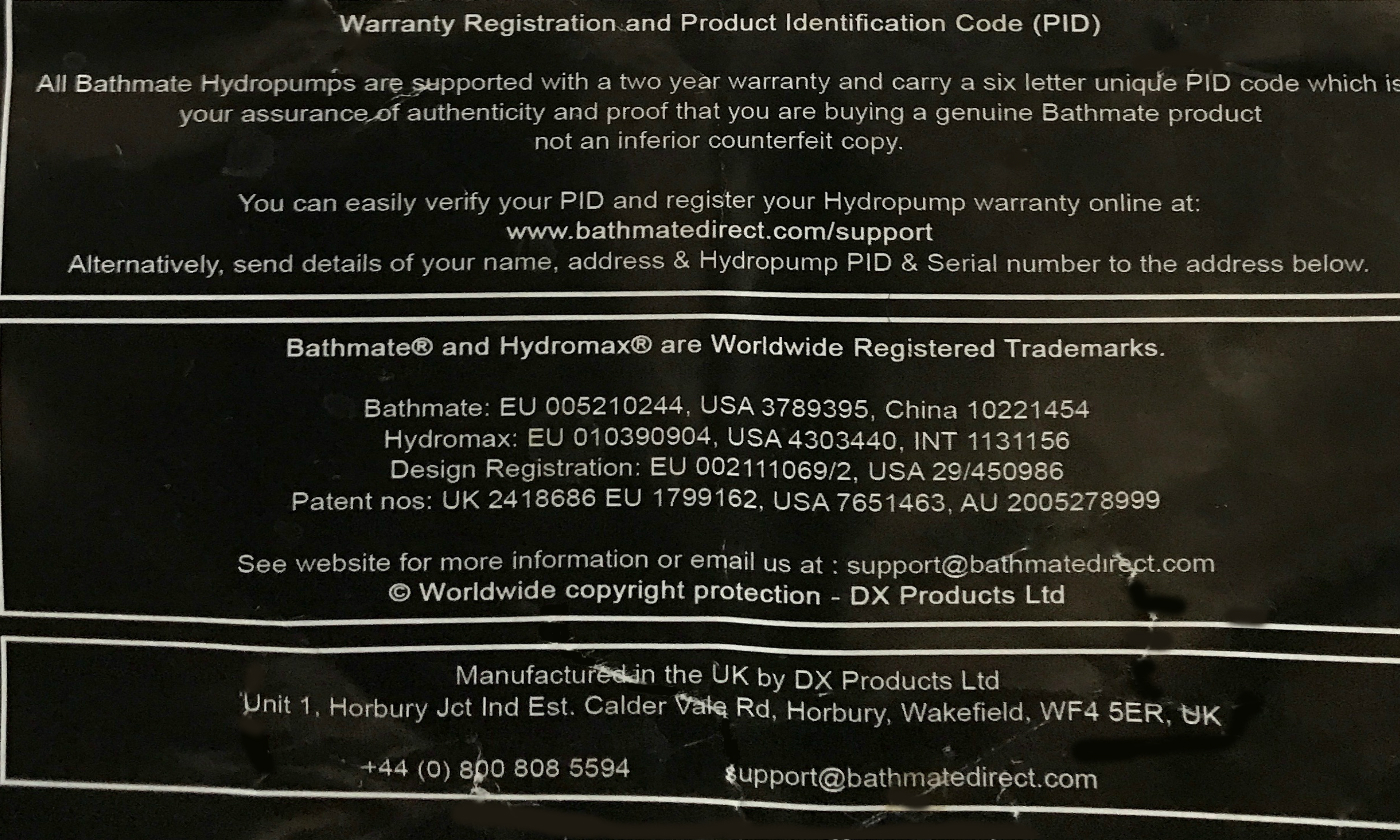 Warranty Registration and Product Identification Code (PID)
All Bathmate Hydropumps are supported with a two year warranty and carry a six letter unique PID code which is
your assurance of authenticity and proof that you are buying a genuine Bathmate product
not an inferior counterfeit copy.
You can easily verify your PID and register your Hydropump warranty online at:
www.bathmatedirect.com/support
Alternatively, send details of your name, address & Hydropump PID & Serial number to the address below.
Bathmate® and Hydromax® are Worldwide Registered Trademarks.
Bathmate: EU 005210244, USA 3789395, China 10221454
Hydromax: EU 010390904, USA 4303440, INT 1131156
Design Registration: EU 002111069/2, USA 29/450986
Patent nos: UK 2418686 EU 1799162, USA 7651463, AU 2005278999
See website for more information or email us at : support@bathmatedirect.com
© Worldwide copyright protection - DX Products Ltd
Manufactured in the UK by DX Products Ltd
Unit 1, Horbury Jct Ind Est. Calder Vale Rd, Horbury, Wakefield, WF4 5ER, UK
+44 (0) 800 808 5594 support@bathmatedirect.com